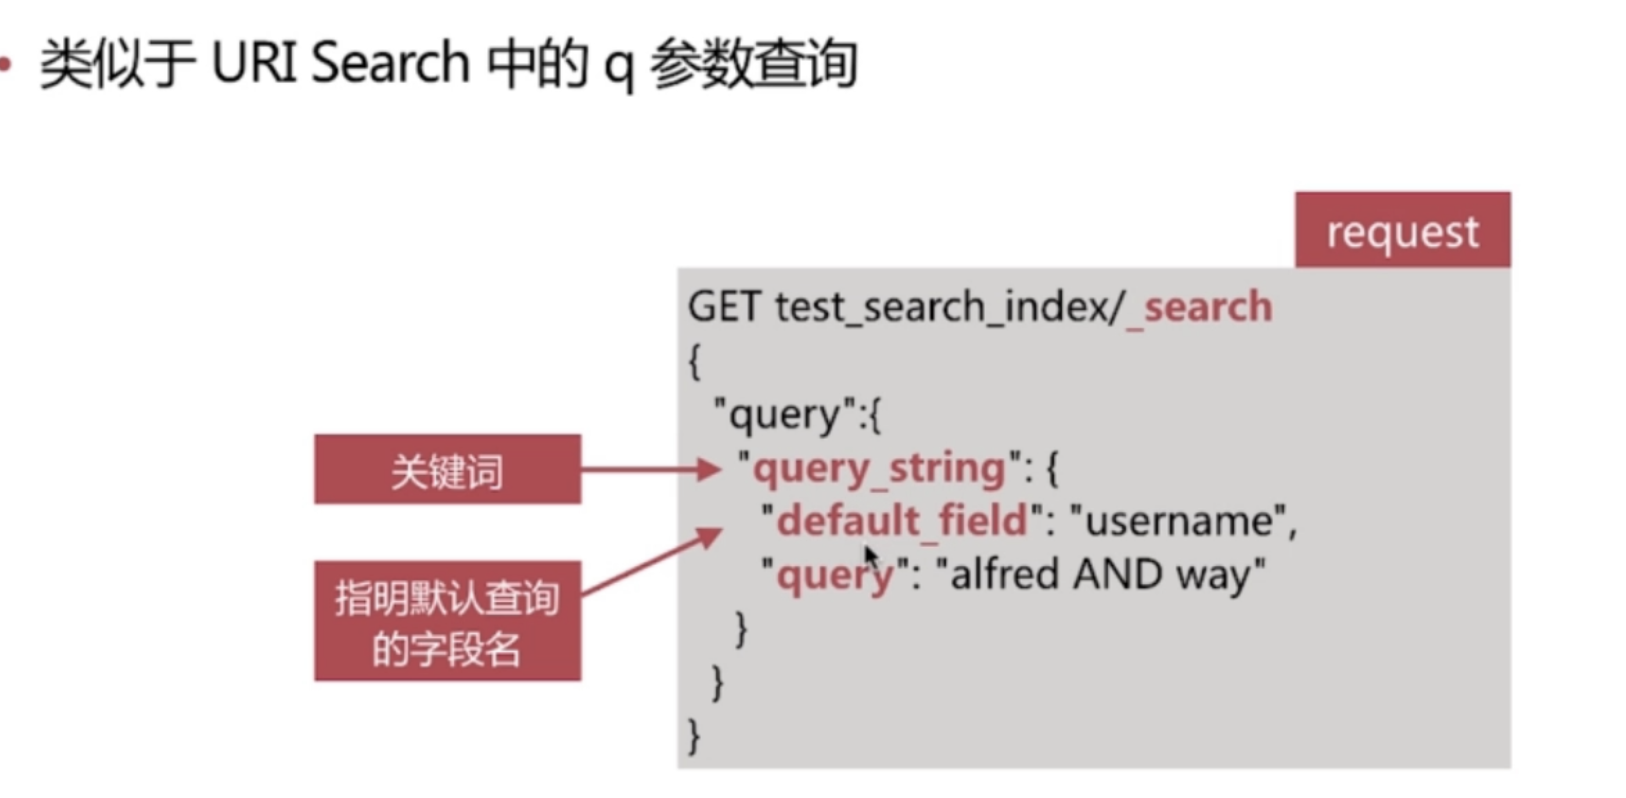 • 类似于 URI Search 中的 q 参数查询
request
GET test_search_index/_search
{
"query":{
关键词
"query_string": {
"default_field": "username",
指明默认查询
的字段名
"query": "alfred AND way"
}
}
}